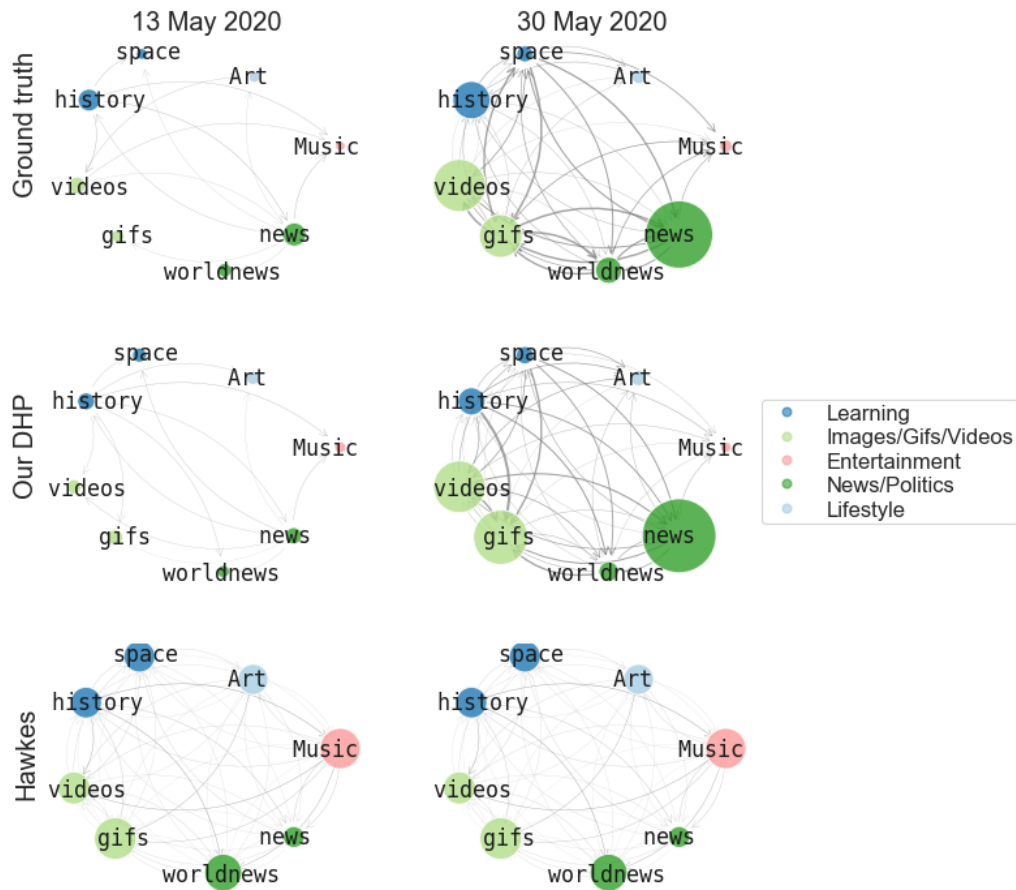 13 May 2020
30 May 2020
Ground truth
space
Art
history
Music
videos
gifs
news
worldnews
space
Art
history
Music
videos
gifs
news
worldnews
Our DHP
space
Art
history
Music
videos
gifs
news
worldnews
space
Art
history
Music
videos
gifs
news
worldnews
Learning
Images/Gifs/Videos
Entertainment
News/Politics
Lifestyle
Hawkes
space
Art
history
Music
videos
gifs
news
worldnews
space
Art
history
Music
videos
gifs
news
worldnews